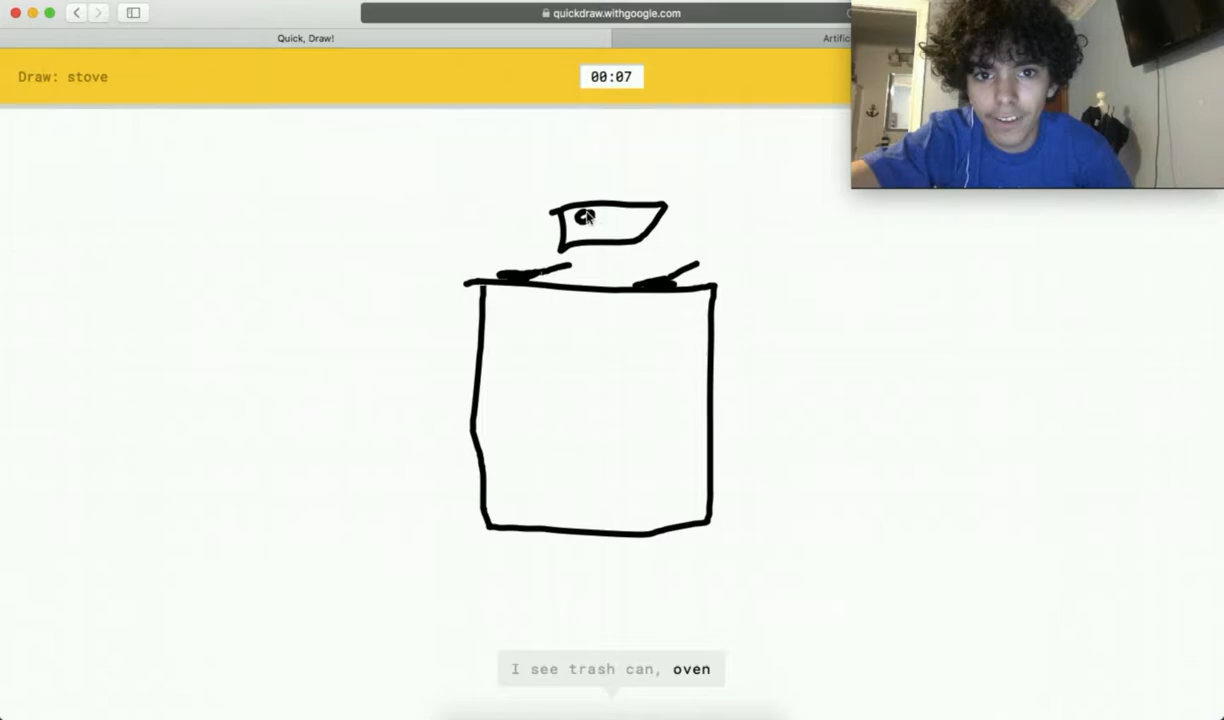 quickdraw.withgoogle.com
Quick, Draw!
Artific
Draw: stove
00:07
I see trash can, oven